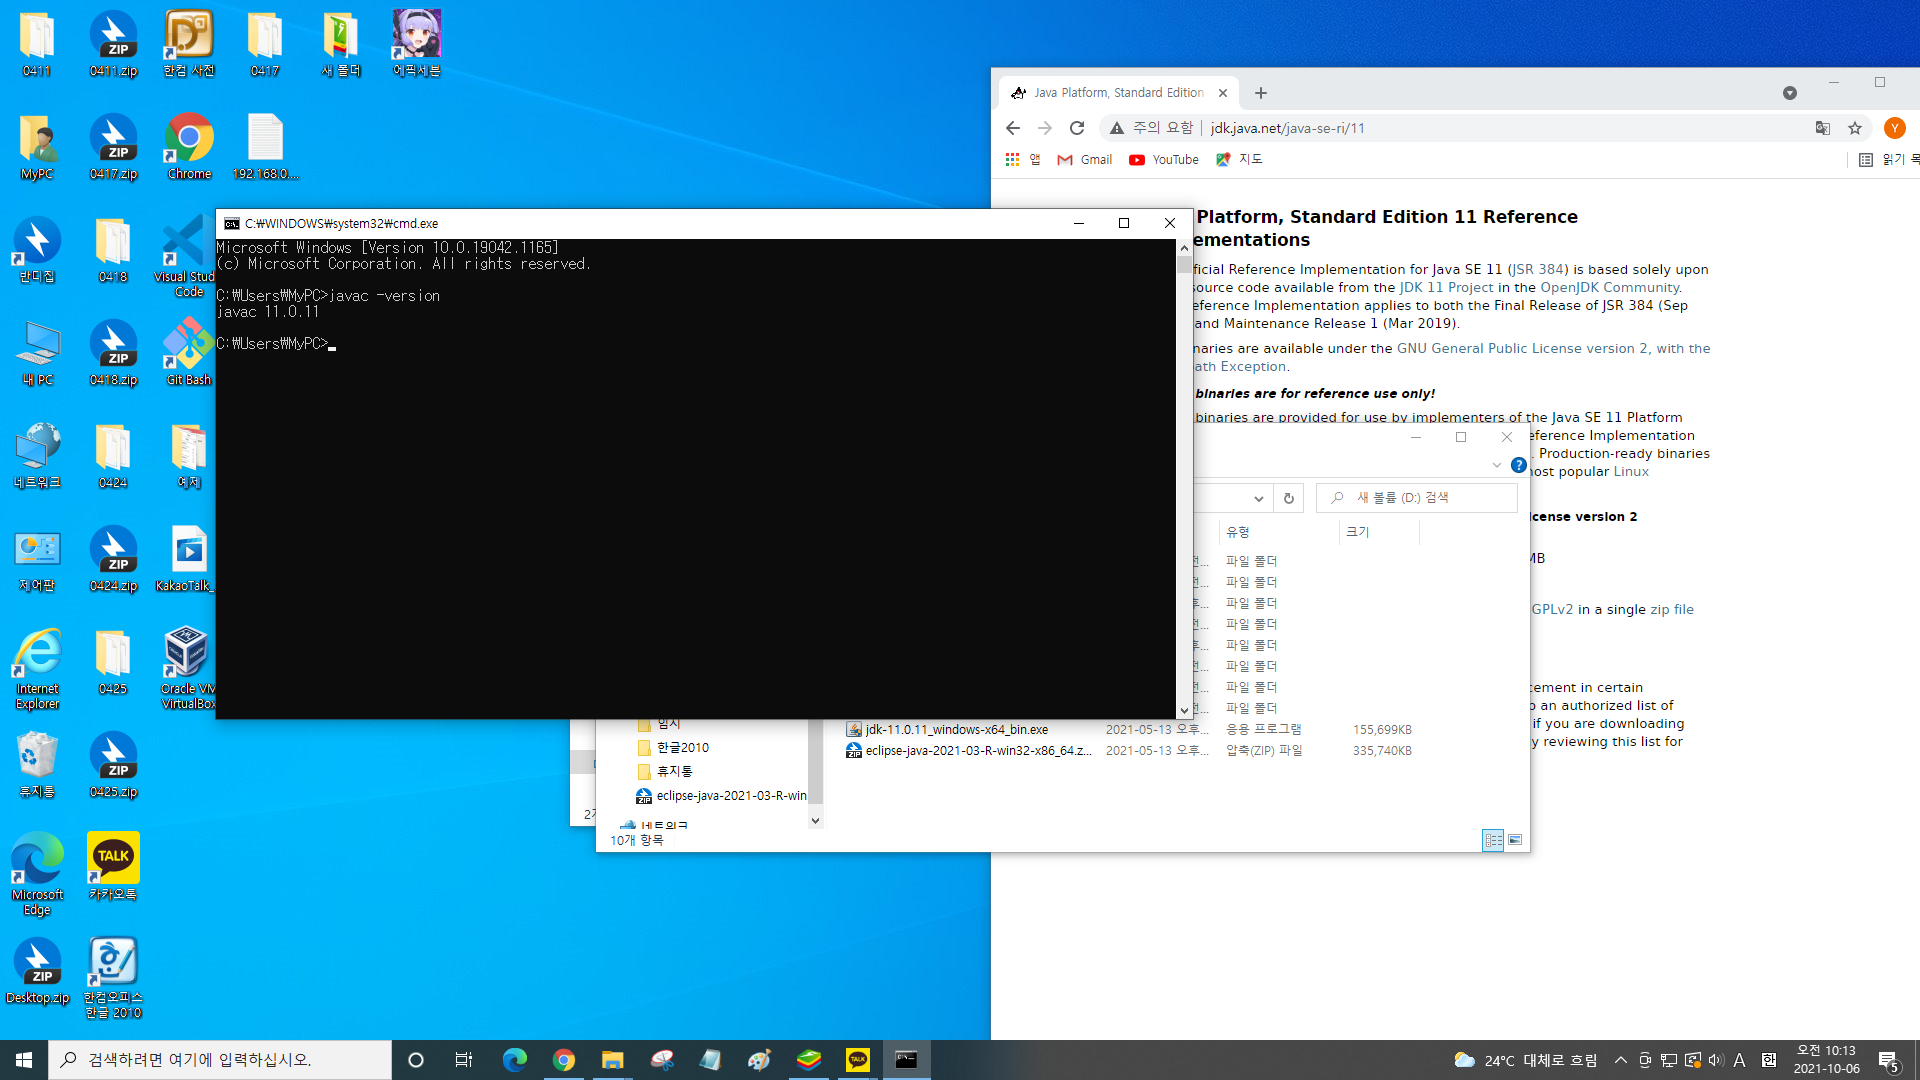 0411
0411.zip
한컴 사전
0417
새 폴더
에픽세븐
MyPC
0417.zip
Chrome
192.168.0....
반디집
0418
Visual Stud
Code
내 PC
0418.zip
Git Bash
네트워크
0424
예제
제어판
0424.zip
KakaoTalk_
Internet
Explorer
0425
Oracle VM
VirtualBox
휴지통
0425.zip
Microsoft
Edge
TALK
카카오톡
Desktop.zip
한컴오피스
한글 2010
C:₩WINDOWS₩system32₩cmd.exe
Microsoft Windows [Version 10.0.19042.1165]
(c) Microsoft Corporation. All rights reserved.
C:₩Users₩MyPC>javac -version
javac 11.0.11
C:₩Users₩MyPC>
Java Platform, Standard Edition
주의 요함
jdk.java.net/java-se-ri/11
Y
앱
Gmail
YouTube
지도
읽기
Platform, Standard Edition 11 Reference
ementations
ficial Reference Implementation for Java SE 11 (JSR 384) is based solely upon
source code available from the JDK 11 Project in the OpenJDK Community.
eference Implementation applies to both the Final Release of JSR 384 (Sep
and Maintenance Release 1 (Mar 2019).
naries are available under the GNU General Public License version 2, with the
ath Exception.
binaries are for reference use only!
binaries are provided for use by implementers of the Java SE 11 Platform
eference Implementation
. Production-ready binaries
ost popular Linux
cense version 2
MB
GPLv2 in a single zip file
cement in certain
o an authorized list of
if you are downloading
y reviewing this list for
새 볼륨 (D:) 검색
유형
크기
파일 폴더
파일 폴더
파일 폴더
파일 폴더
파일 폴더
파일 폴더
파일 폴더
파일 폴더
jdk-11.0.11_windows-x64_bin.exe
2021-05-13 오후...
응용 프로그램
155,699KB
eclipse-java-2021-03-R-win32-x86_64.z...
2021-05-13 오후...
압축(ZIP) 파일
335,740KB
임시
한글2010
휴지통
eclipse-java-2021-03-R-win
네트워크
10개 항목
검색하려면 여기에 입력하십시오.
24°C 대체로 흐림
A
한
오전 10:13
2021-10-06
5